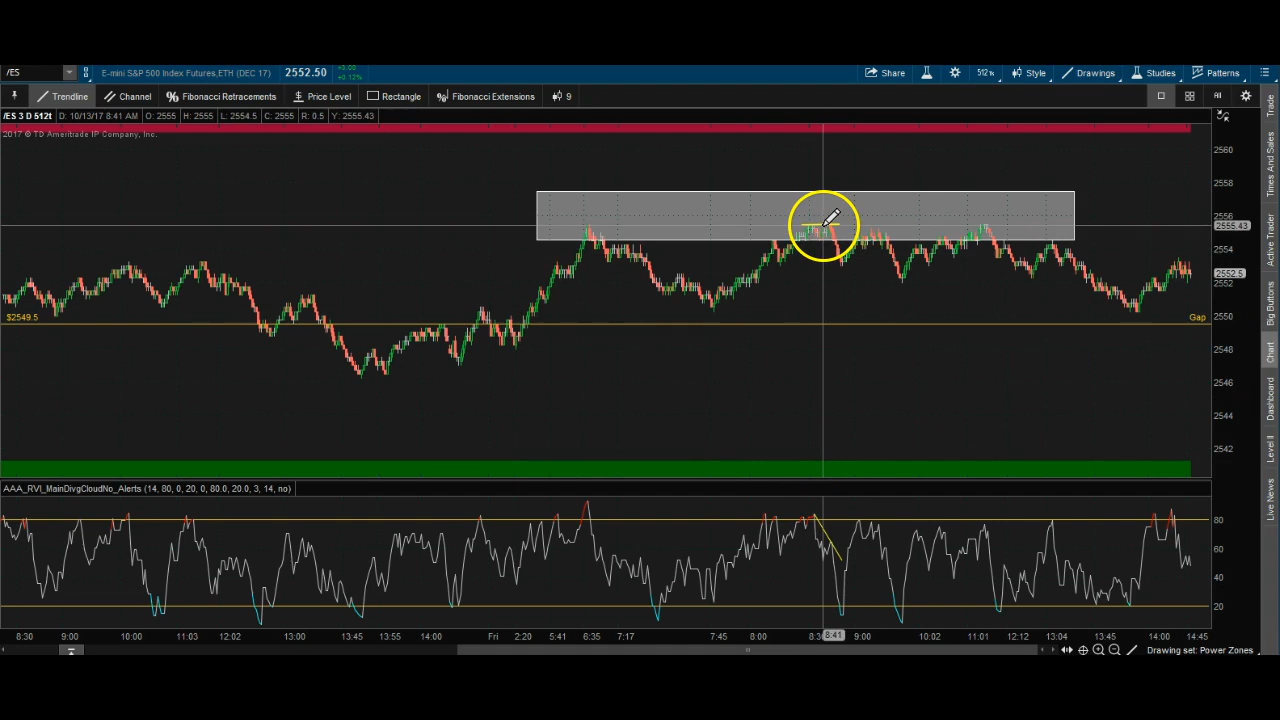 /ES E-mini S&P 500 Index Futures,ETH (DEC 17) 2552.50 Share 512 tk Style Drawings Studies Patterns
+0.12%
Trendline Channel Fibonacci Retracements Price Level Rectangle Fibonacci Extensions 9 All
/ES 3 D 512t D: 10/13/17 8:41 AM O: 2555 H: 2555 L: 2554.5 C: 2555 R: 0.5 Y: 2555.43
2017 © TD Ameritrade IP Company, Inc.
2560
2558
2556
2555.43
2554
2552.5
2552
$2549.5 Gap
2550
2548
2546
2544
2542
AAA_RVI_MainDivgCloudNo_Alerts (14, 80, 0, 20, 0, 80.0, 20.0, 3, 14, no)
80
60
40
20
8:30 9:00 10:00 11:03 12:02 13:00 13:45 13:55 14:00 Fri 2:20 5:41 6:35 7:17 7:45 8:00 8:41 9:00 10:02 11:01 12:12 13:04 13:45 14:00 14:45
Drawing set: Power Zones
Trade
Times And Sales
Active Trader
Big Buttons
Chart
Dashboard
Level II
Live News